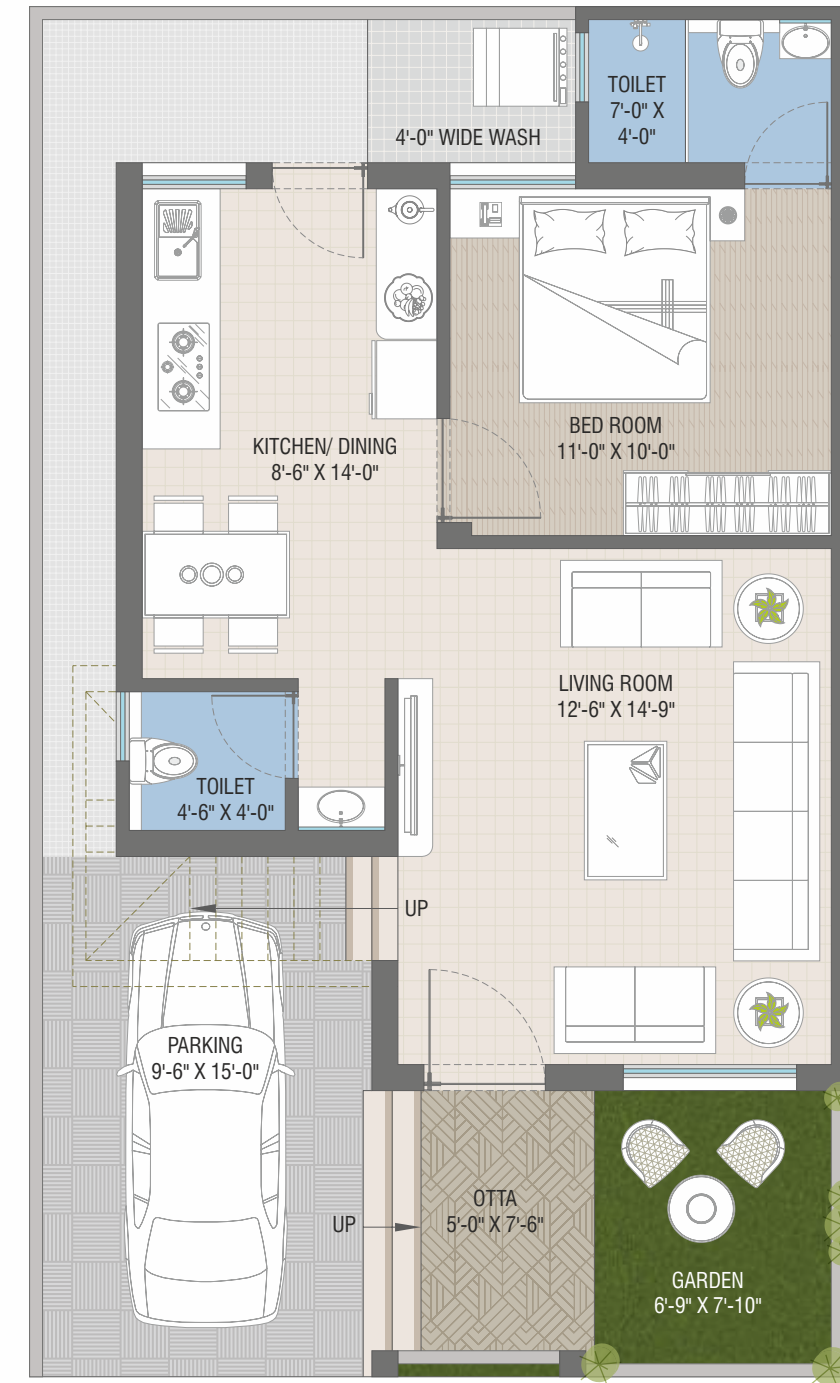 TOILET
7'-0" X
4'-0"
4'-0" WIDE WASH
BED ROOM
11'-0" X 10'-0"
KITCHEN/ DINING
8'-6" X 14'-0"
LIVING ROOM
12'-6" X 14'-9"
TOILET
4'-6" X 4'-0"
UP
PARKING
9'-6" X 15'-0"
OTTA
5'-0" X 7'-6"
UP
GARDEN
6'-9" X 7'-10"